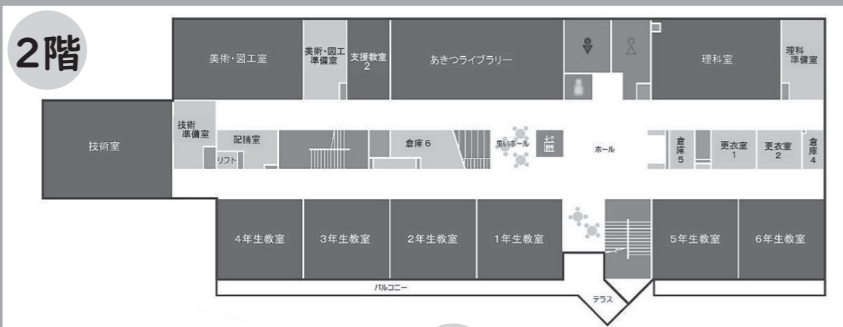 2階
美術・図工室
美術・図工
準備室
支援教室
2
あきつライブラリー
理科室
理科
準備室
技術室
技術
準備室
配膳室
リフト
倉庫6
集いホール
ホール
倉庫5
更衣室
1
更衣室
2
倉庫4
4年生教室
3年生教室
2年生教室
1年生教室
5年生教室
6年生教室
バルコニー
テラス